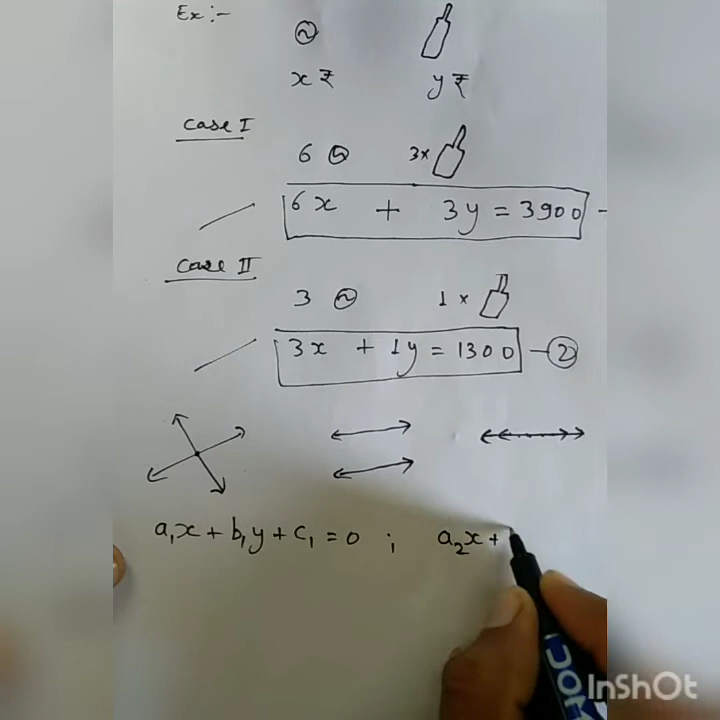 Ex:-
x₹ y₹
Case I
6 3x
6x + 3y = 3900 -
Case II
3 1 x
3x + 1y = 1300 -②
a₁x + b₁y + c₁ = 0 ; a₂x +
InShOt